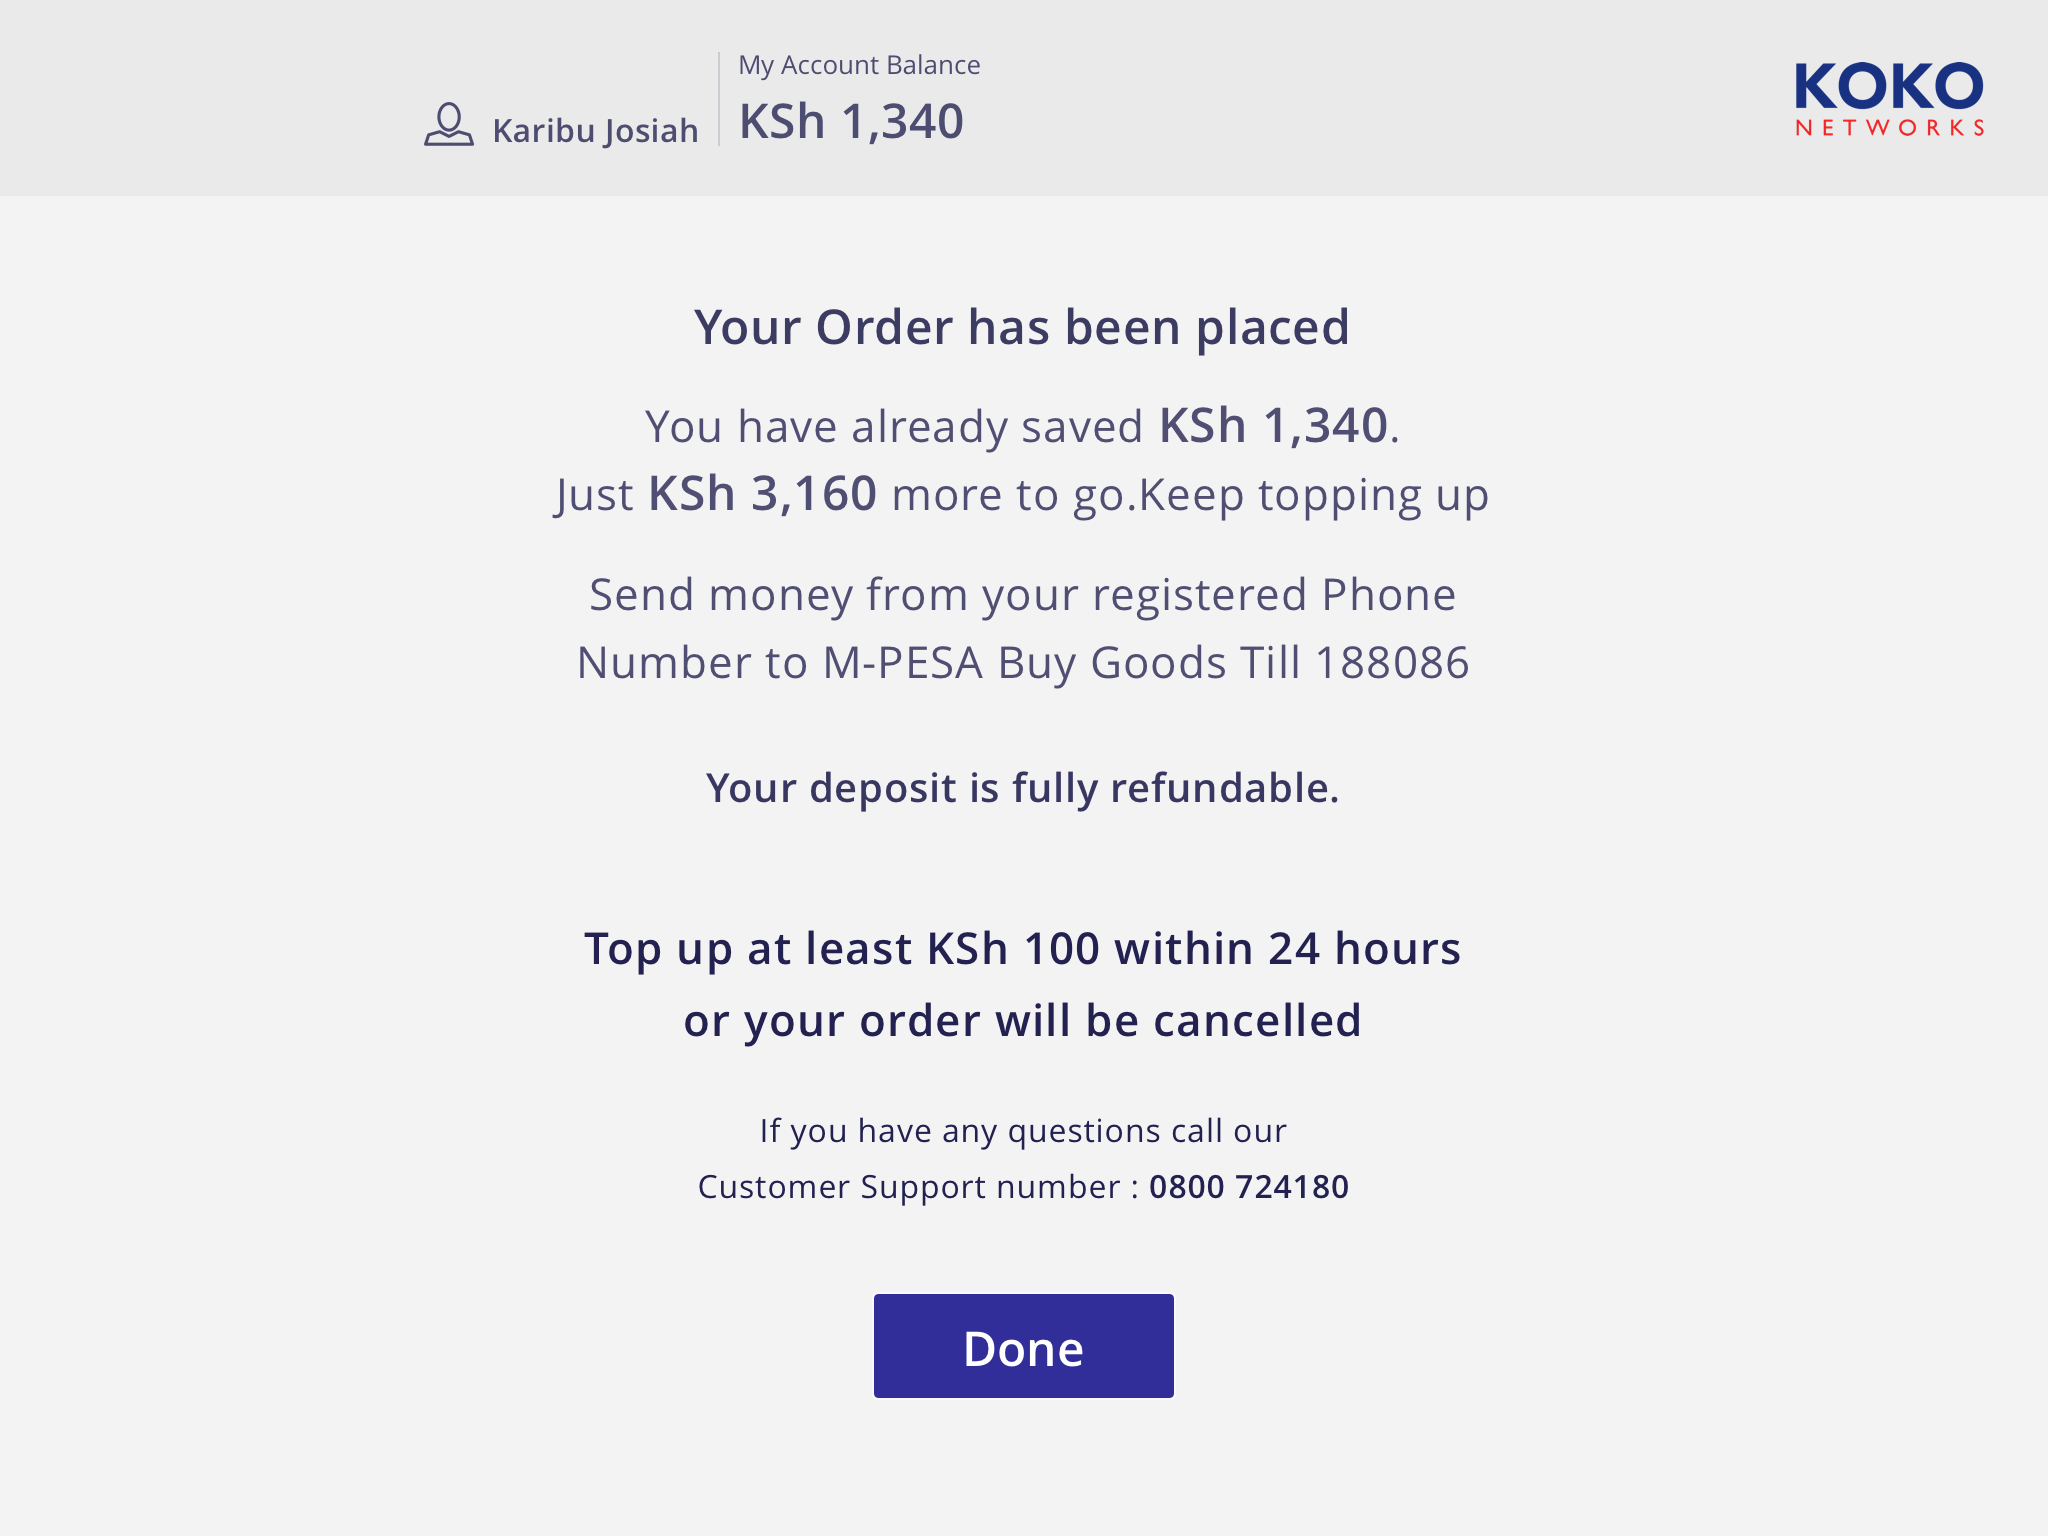 My Account Balance
Karibu Josiah
KSh 1,340
KOKO
NETWORKS
Your Order has been placed
You have already saved KSh 1,340.
Just KSh 3,160 more to go.Keep topping up
Send money from your registered Phone
Number to M-PESA Buy Goods Till 188086
Your deposit is fully refundable.
Top up at least KSh 100 within 24 hours
or your order will be cancelled
If you have any questions call our
Customer Support number : 0800 724180
Done